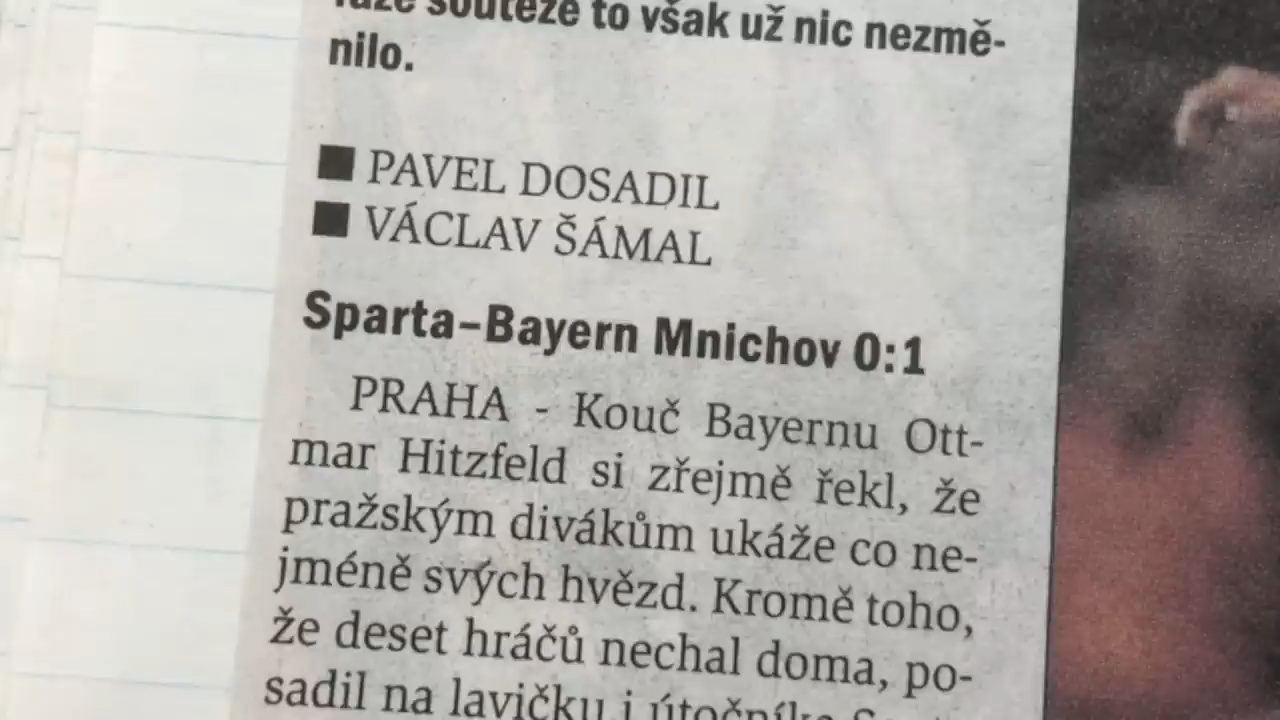 raze soutěže to však už nic nezmě-
nilo.
■ PAVEL DOSADIL
■ VÁCLAV ŠÁMAL
Sparta–Bayern Mnichov 0:1
PRAHA - Kouč Bayernu Ott-
mar Hitzfeld si zřejmě řekl, že
pražským divákům ukáže co ne-
jméně svých hvězd. Kromě toho,
že deset hráčů nechal doma, po-
sadil na lavičku i útočníka